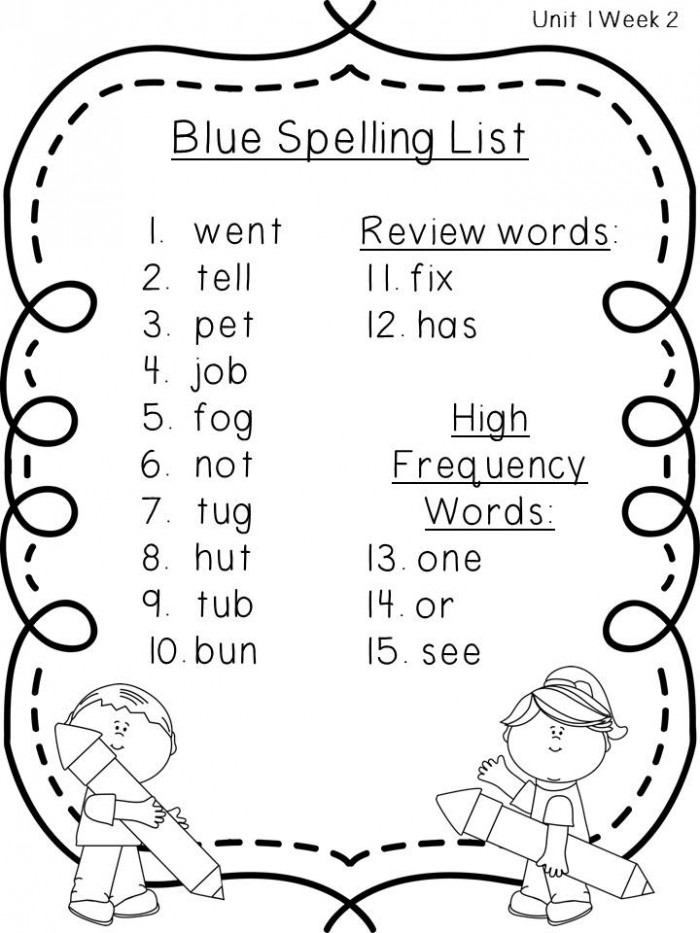 Unit 1 Week 2
Blue Spelling List
1. went
2. tell
3. pet
4. job
5. fog
6. not
7. tug
8. hut
9. tub
10. bun
Review words:
11. fix
12. has
High
Frequency
Words:
13. one
14. or
15. see